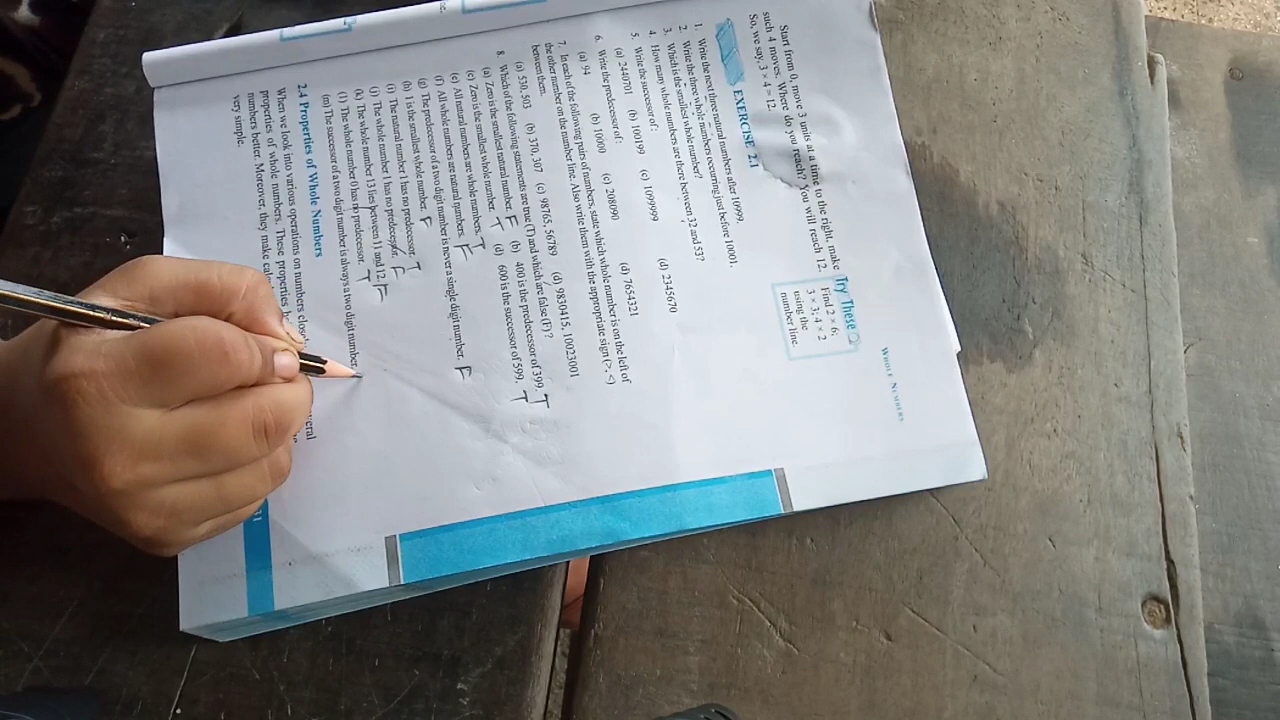 WHOLE NUMBERS
Start from 0, move 3 units at a time to the right, make
such 4 moves. Where do you reach? You will reach 12.
So, we say, 3 × 4 = 12.
Try These
Find 2 × 6;
3 × 3; 4 × 2
using the
number line.
EXERCISE 2.1
1. Write the next three natural numbers after 10999.
2. Write the three whole numbers occurring just before 10001.
3. Which is the smallest whole number?
4. How many whole numbers are there between 32 and 53?
5. Write the successor of:
(a) 2440701 (b) 100199 (c) 1099999 (d) 2345670
6. Write the predecessor of:
(a) 94 (b) 10000 (c) 208090 (d) 7654321
7. In each of the following pairs of numbers, state which whole number is on the left of
the other number on the number line. Also write them with the appropriate sign (>, <)
between them.
(a) 530, 503 (b) 370, 307 (c) 98765, 56789 (d) 9830415, 10023001
8. Which of the following statements are true (T) and which are false (F) ?
(a) Zero is the smallest natural number. F (b) 400 is the predecessor of 399. T
(c) Zero is the smallest whole number. T (d) 600 is the successor of 599. T
(e) All natural numbers are whole numbers. T
(f) All whole numbers are natural numbers. F
(g) The predecessor of a two digit number is never a single digit number. F
(h) 1 is the smallest whole number. F
(i) The natural number 1 has no predecessor. T
(j) The whole number 1 has no predecessor. F
(k) The whole number 13 lies between 11 and 12. F
(l) The whole number 0 has no predecessor. T
(m) The successor of a two digit number is always a two digit number.
2.4 Properties of Whole Numbers
When we look into various operations on numbers
properties of whole numbers. These properties
numbers better. Moreover, they make
very simple.